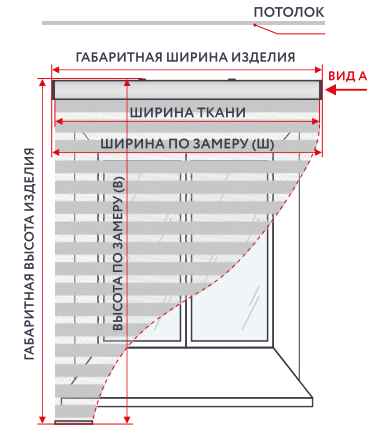 ПОТОЛОК
ГАБАРИТНАЯ ШИРИНА ИЗДЕЛИЯ
ВИД А
ШИРИНА ТКАНИ
ШИРИНА ПО ЗАМЕРУ (Ш)
ГАБАРИТНАЯ ВЫСОТА ИЗДЕЛИЯ
ВЫСОТА ПО ЗАМЕРУ (В)